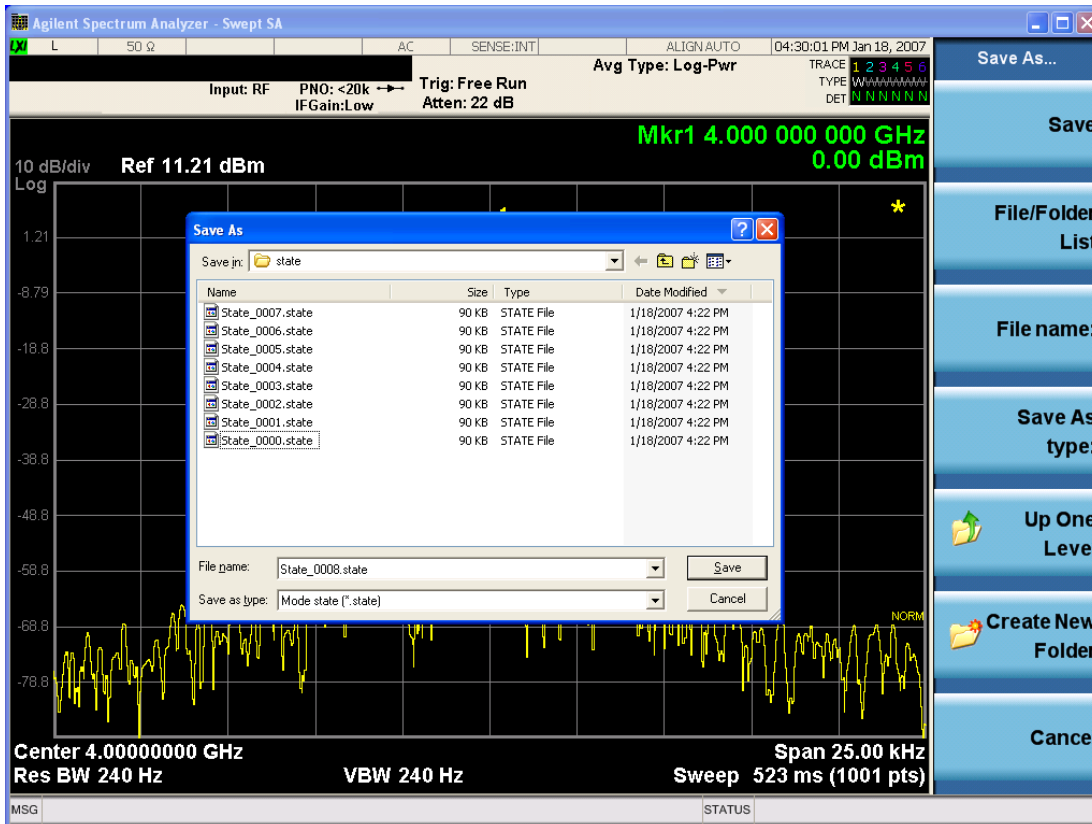 Agilent Spectrum Analyzer - Swept SA
LXI L 50 Ω AC SENSE:INT ALIGN AUTO 04:30:01 PM Jan 18, 2007
Input: RF PNO: <20k Trig: Free Run Avg Type: Log-Pwr TRACE 1 2 3 4 5 6
IFGain:Low Atten: 22 dB TYPE WWWWWW
DET N N N N N N
Mkr1 4.000 000 000 GHz
0.00 dBm
10 dB/div Ref 11.21 dBm
Log
1.21
-8.79
-18.8
-28.8
-38.8
-48.8
-58.8
-68.8
-78.8
Save As
Save in: state
Name Size Type Date Modified
State_0007.state 90 KB STATE File 1/18/2007 4:22 PM
State_0006.state 90 KB STATE File 1/18/2007 4:22 PM
State_0005.state 90 KB STATE File 1/18/2007 4:22 PM
State_0004.state 90 KB STATE File 1/18/2007 4:22 PM
State_0003.state 90 KB STATE File 1/18/2007 4:22 PM
State_0002.state 90 KB STATE File 1/18/2007 4:22 PM
State_0001.state 90 KB STATE File 1/18/2007 4:22 PM
State_0000.state 90 KB STATE File 1/18/2007 4:22 PM
File name: State_0008.state Save
Save as type: Mode state (*.state) Cancel
NORM
Center 4.00000000 GHz Span 25.00 kHz
Res BW 240 Hz VBW 240 Hz Sweep 523 ms (1001 pts)
MSG STATUS
Save As...
Save
File/Folder
List
File name:
Save As
type:
Up One
Leve
Create New
Folder
Cance